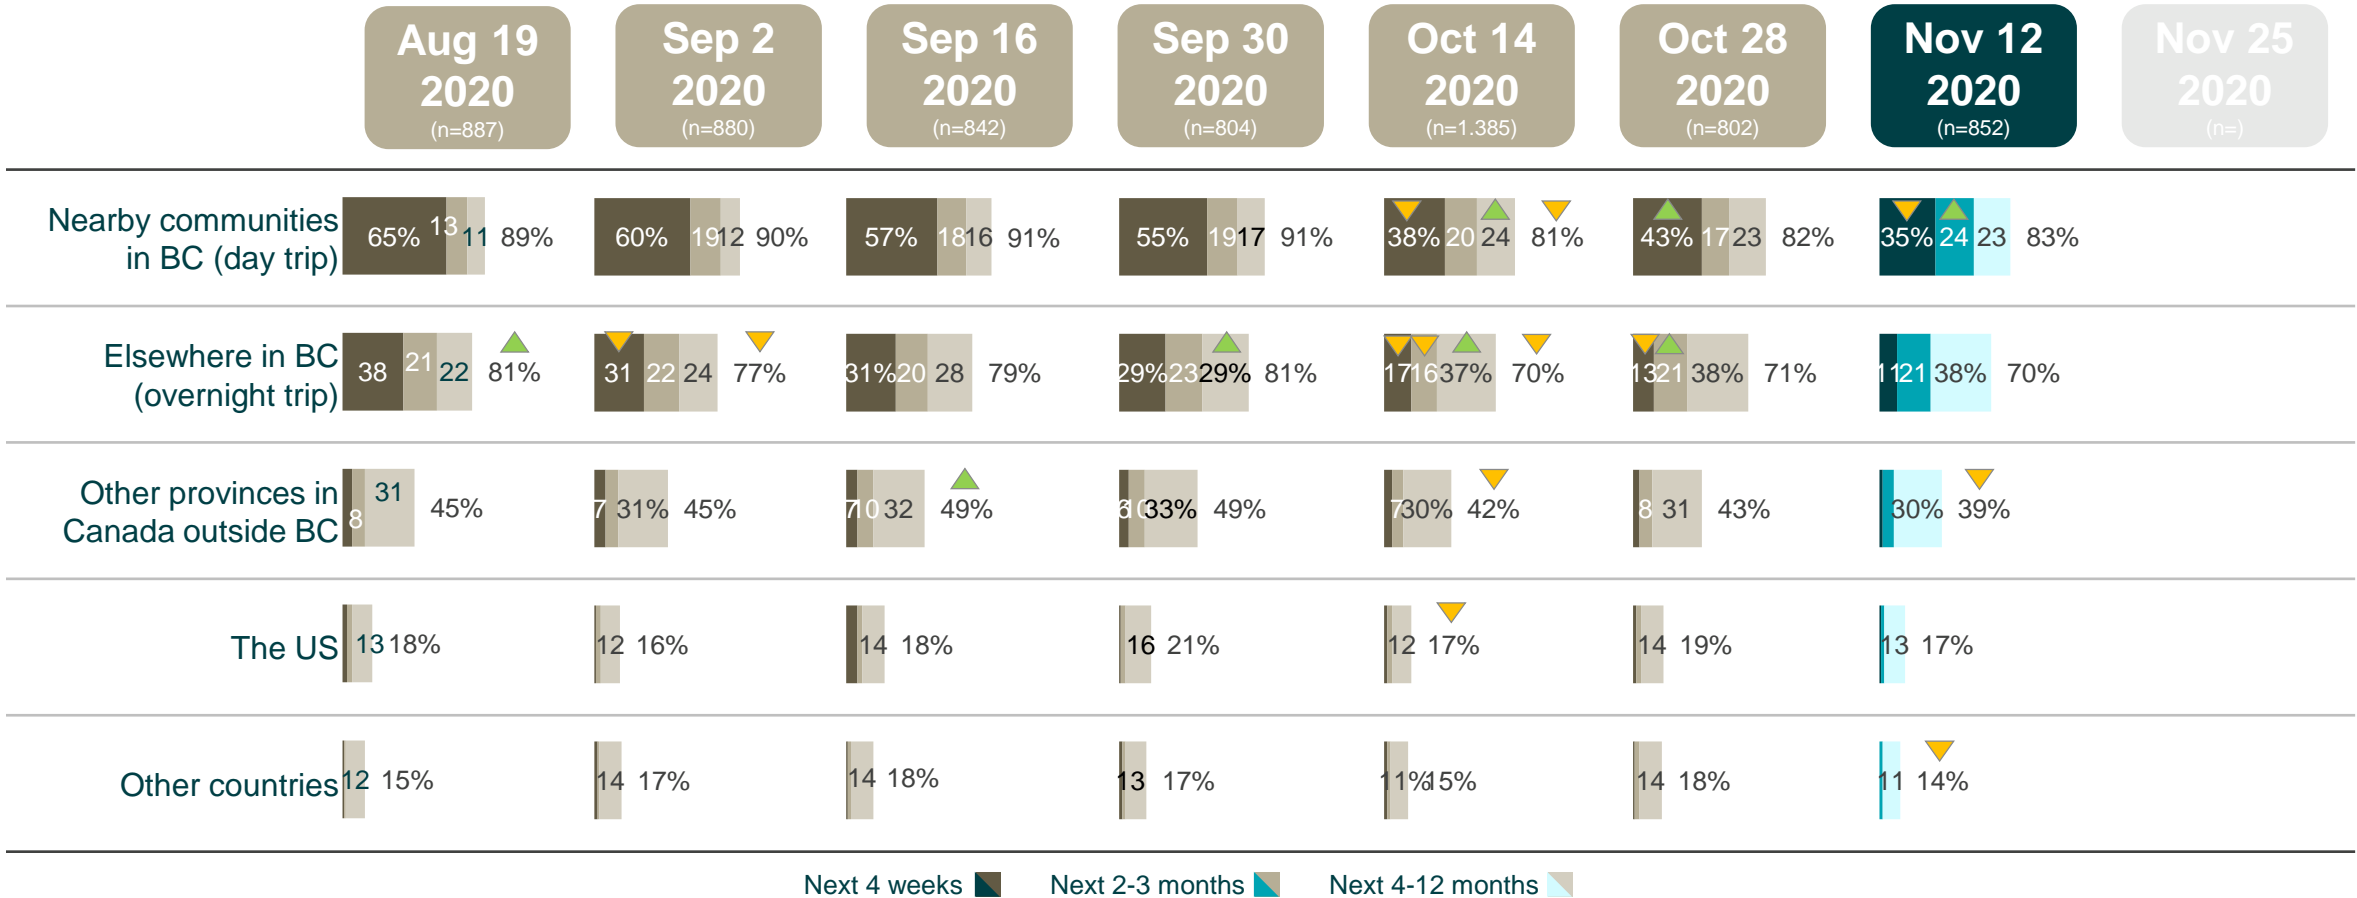 Aug 19 2020 (n=887)
Sep 2 2020 (n=880)
Sep 16 2020 (n=842)
Sep 30 2020 (n=804)
Oct 14 2020 (n=1.385)
Oct 28 2020 (n=802)
Nov 12 2020 (n=852)
Nov 25 2020 (n=)
Nearby communities
in BC (day trip)
65% 13 11 89%
60% 19 12 90%
57% 18 16 91%
55% 19 17 91%
38% 20 24 81%
43% 17 23 82%
35% 24 23 83%
Elsewhere in BC
(overnight trip)
38 21 22 81%
31 22 24 77%
31% 20 28 79%
29% 23 29% 81%
17 16 37% 70%
13 21 38% 71%
11 21 38% 70%
Other provinces in
Canada outside BC
8 31 45%
7 31% 45%
7 10 32 49%
6 10 33% 49%
7 30% 42%
8 31 43%
30% 39%
The US
13 18%
12 16%
14 18%
16 21%
12 17%
14 19%
13 17%
Other countries
12 15%
14 17%
14 18%
13 17%
11% 15%
14 18%
11 14%
Next 4 weeks
Next 2-3 months
Next 4-12 months